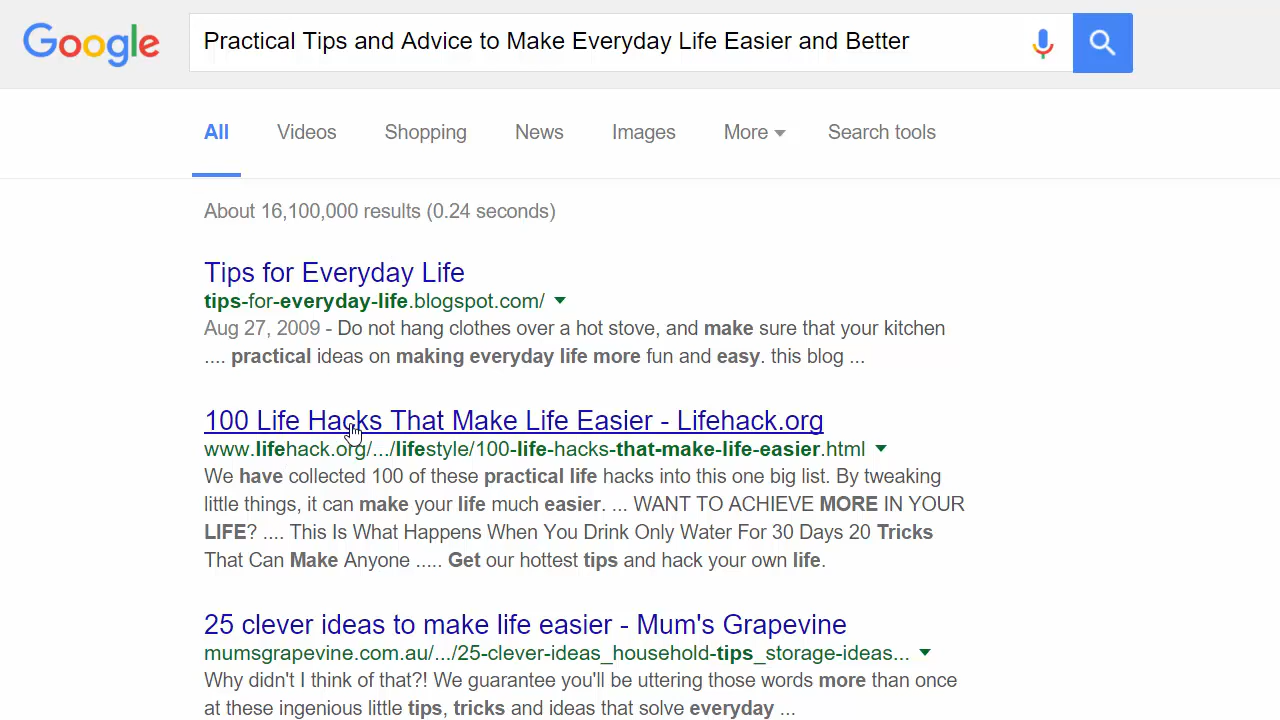 Google
Practical Tips and Advice to Make Everyday Life Easier and Better
All Videos Shopping News Images More Search tools
About 16,100,000 results (0.24 seconds)
Tips for Everyday Life
tips-for-everyday-life.blogspot.com/
Aug 27, 2009 - Do not hang clothes over a hot stove, and make sure that your kitchen
.... practical ideas on making everyday life more fun and easy. this blog ...
100 Life Hacks That Make Life Easier - Lifehack.org
www.lifehack.org/.../lifestyle/100-life-hacks-that-make-life-easier.html
We have collected 100 of these practical life hacks into this one big list. By tweaking
little things, it can make your life much easier. ... WANT TO ACHIEVE MORE IN YOUR
LIFE? .... This Is What Happens When You Drink Only Water For 30 Days 20 Tricks
That Can Make Anyone ..... Get our hottest tips and hack your own life.
25 clever ideas to make life easier - Mum's Grapevine
mumsgrapevine.com.au/.../25-clever-ideas_household-tips_storage-ideas...
Why didn't I think of that?! We guarantee you'll be uttering those words more than once
at these ingenious little tips, tricks and ideas that solve everyday ...